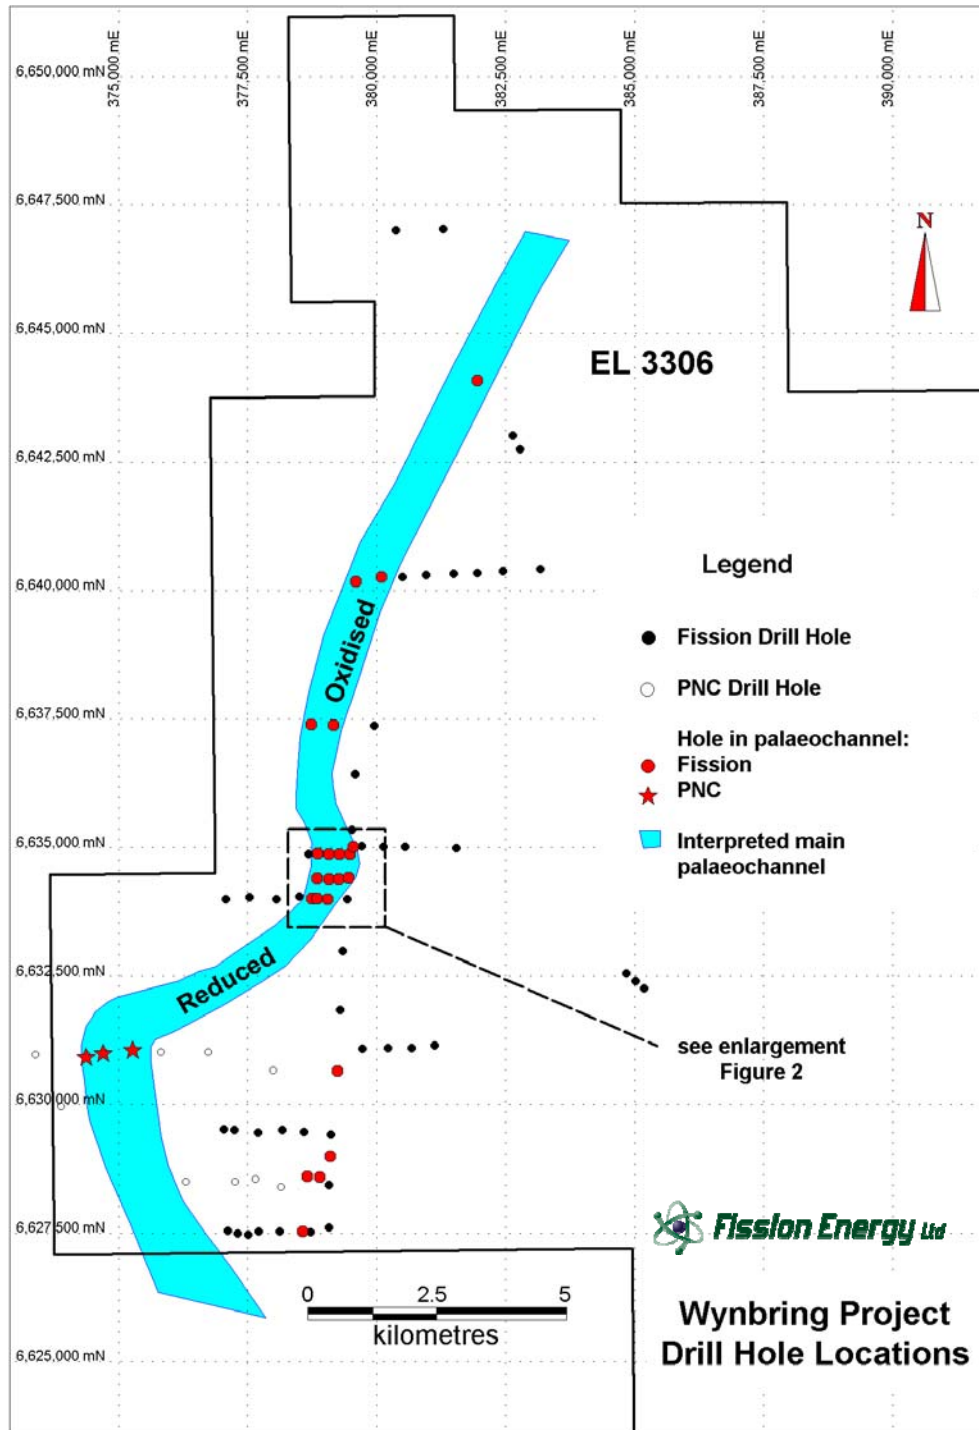 375,000 mE
377,500 mE
380,000 mE
382,500 mE
385,000 mE
387,500 mE
390,000 mE
6,650,000 mN
6,647,500 mN
N
6,645,000 mN
EL 3306
6,642,500 mN
Legend
6,640,000 mN
Oxidised
Fission Drill Hole
PNC Drill Hole
6,637,500 mN
Hole in palaeochannel:
Fission
PNC
6,635,000 mN
Interpreted main
palaeochannel
6,632,500 mN
Reduced
see enlargement
Figure 2
6,630,000 mN
6,627,500 mN
Fission Energy Ltd
0 2.5 5
kilometres
Wynbring Project
Drill Hole Locations
6,625,000 mN